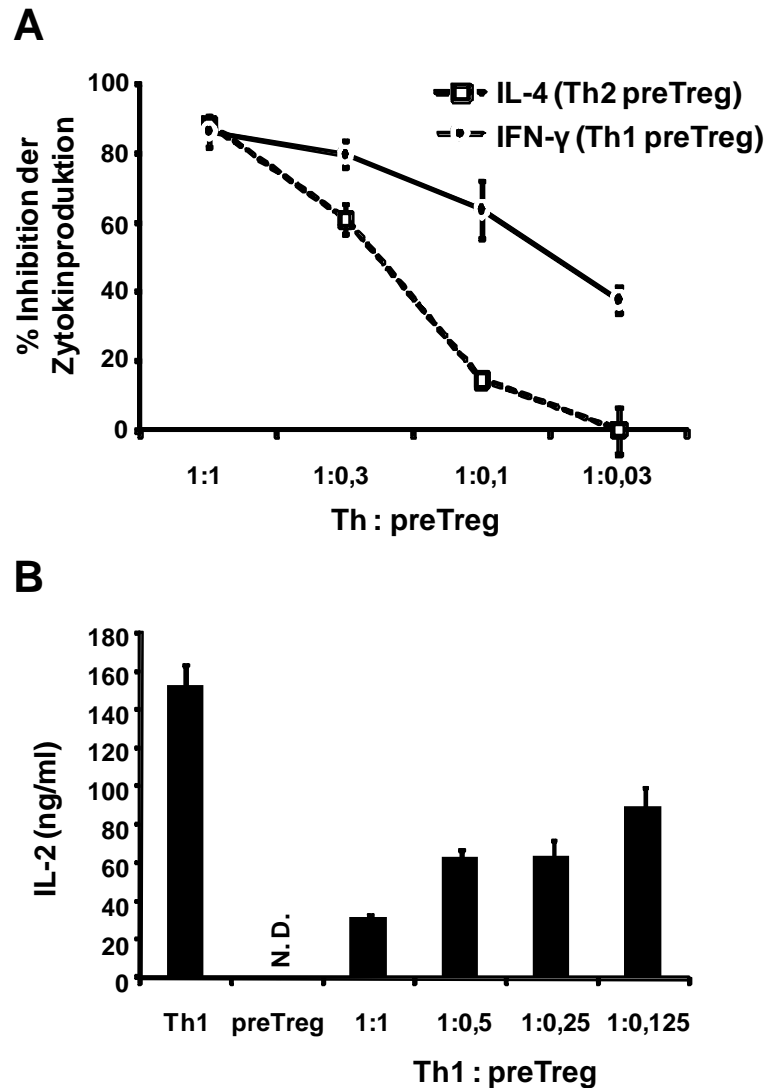 A
100
80
60
40
20
0
% Inhibition der
Zytokinproduktion
IL-4 (Th2 preTreg)
IFN-γ (Th1 preTreg)
1:1 1:0,3 1:0,1 1:0,03
Th : preTreg
B
180
160
140
120
100
80
60
40
20
0
IL-2 (ng/ml)
N.D.
Th1 preTreg 1:1 1:0,5 1:0,25 1:0,125
Th1 : preTreg